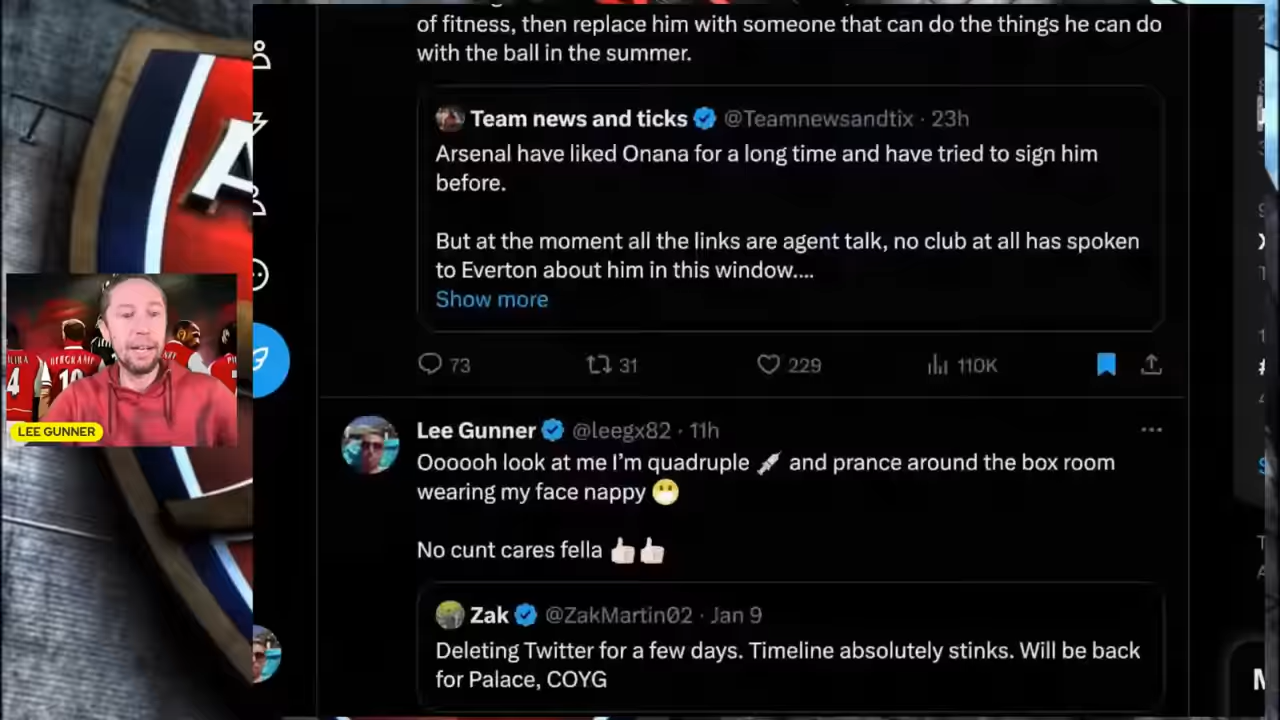 of fitness, then replace him with someone that can do the things he can do
with the ball in the summer.
Team news and ticks @Teamnewsandtix · 23h
Arsenal have liked Onana for a long time and have tried to sign him
before.
But at the moment all the links are agent talk, no club at all has spoken
to Everton about him in this window....
Show more
73 31 229 110K
Lee Gunner @leegx82 · 11h
Oooooh look at me I'm quadruple 💉 and prance around the box room
wearing my face nappy 😷
No cunt cares fella 👍🏻👍🏻
Zak @ZakMartin02 · Jan 9
Deleting Twitter for a few days. Timeline absolutely stinks. Will be back
for Palace, COYG
A
4
BERGKAMP
10
LEE GUNNER